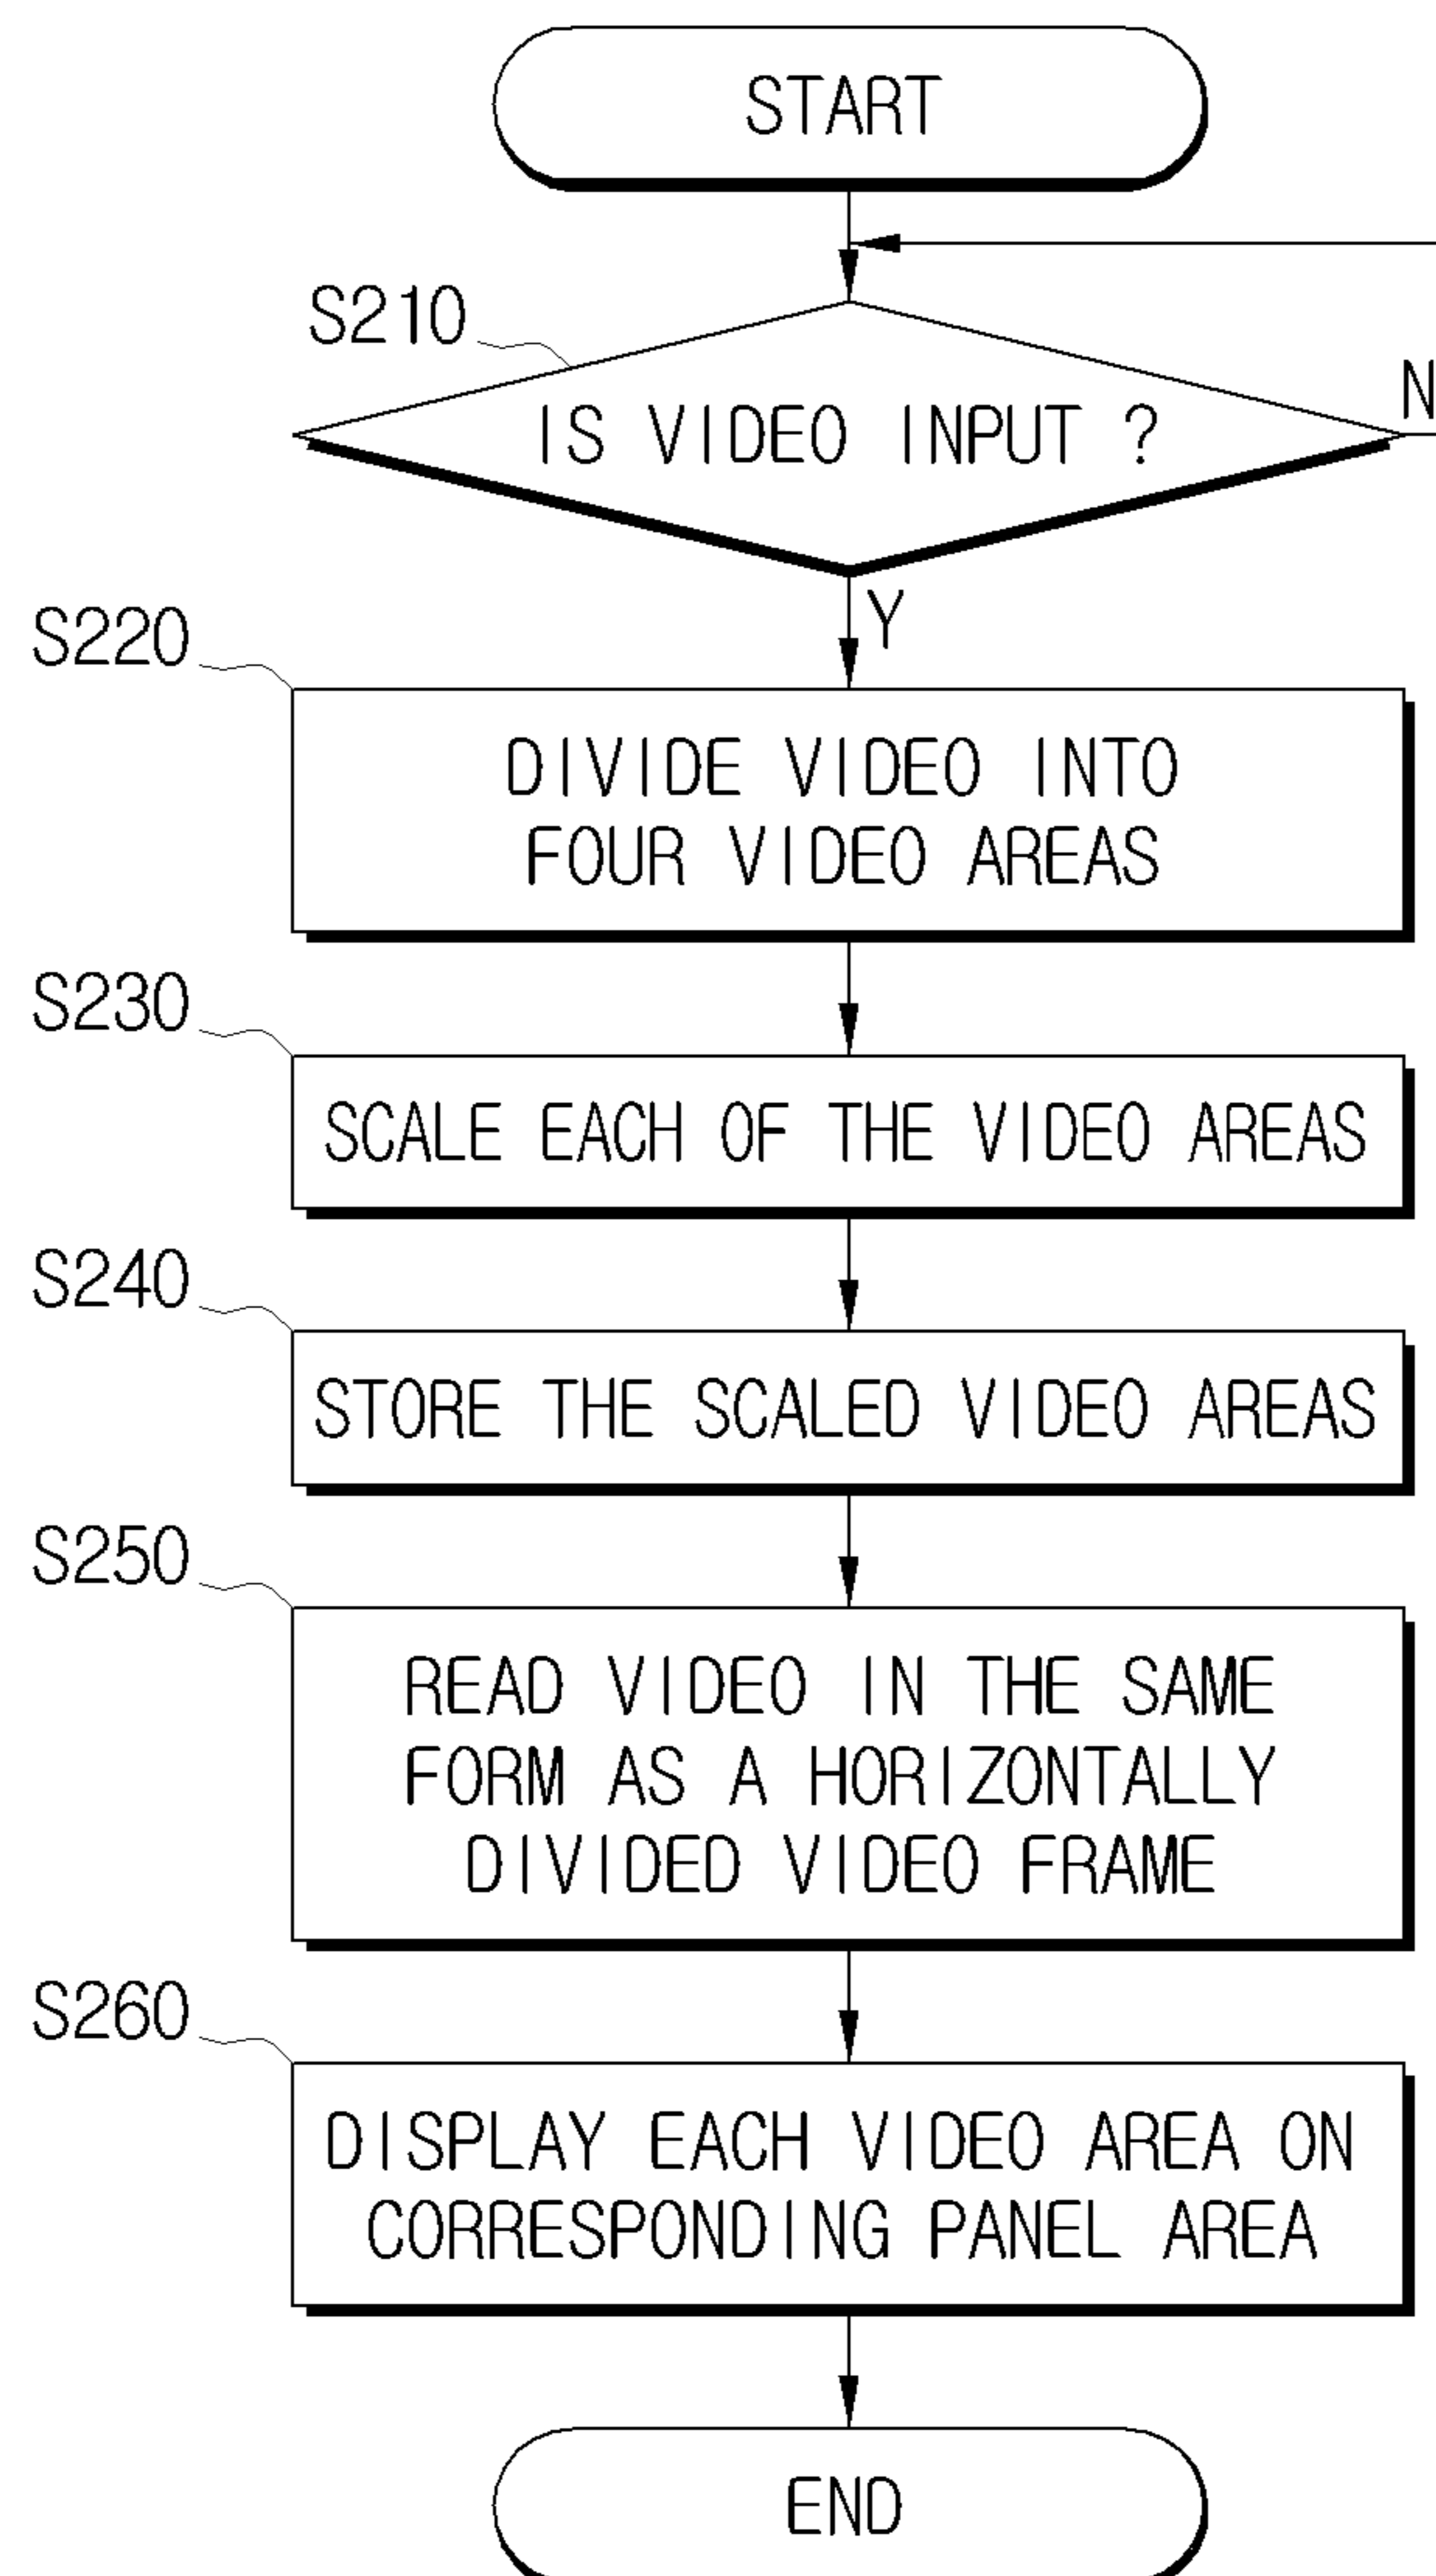 START
S210
IS VIDEO INPUT ?
N
Y
S220
DIVIDE VIDEO INTO
FOUR VIDEO AREAS
S230
SCALE EACH OF THE VIDEO AREAS
S240
STORE THE SCALED VIDEO AREAS
S250
READ VIDEO IN THE SAME
FORM AS A HORIZONTALLY
DIVIDED VIDEO FRAME
S260
DISPLAY EACH VIDEO AREA ON
CORRESPONDING PANEL AREA
END